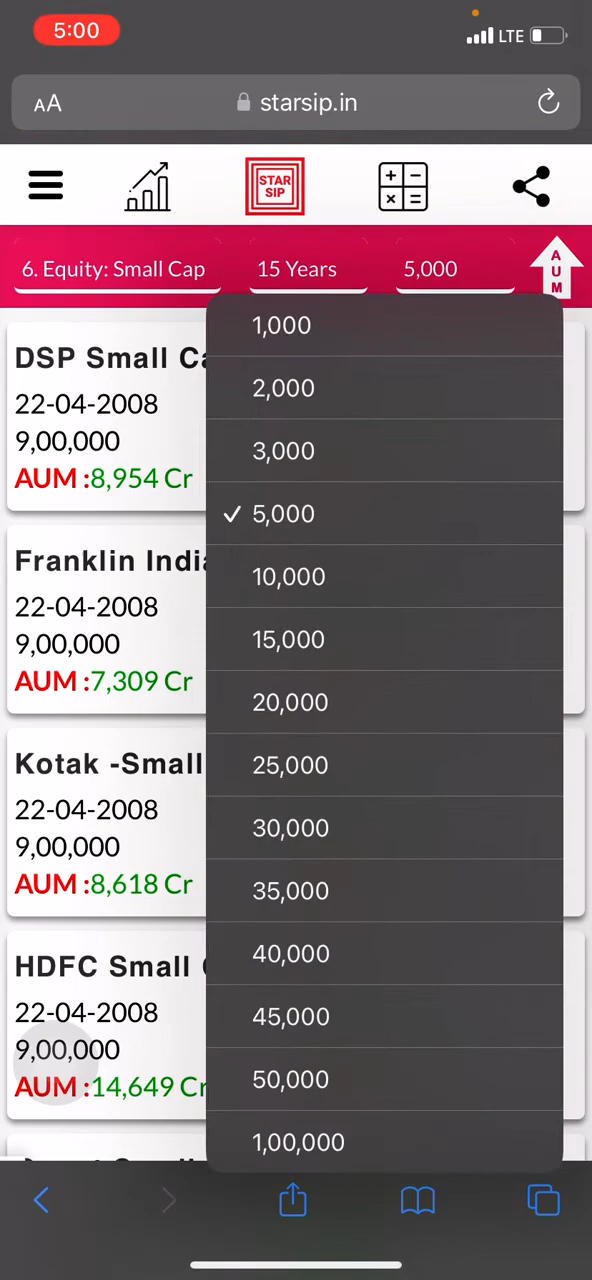 5:00
LTE
AA
starsip.in
STAR
SIP
6. Equity: Small Cap
15 Years
5,000
A
U
M
DSP Small
22-04-2008
9,00,000
AUM :8,954 Cr
Franklin
22-04-2008
9,00,000
AUM :7,309 Cr
Kotak -Small
22-04-2008
9,00,000
AUM :8,618 Cr
HDFC Small
22-04-2008
9,00,000
AUM :14,649 Cr
1,000
2,000
3,000
5,000
10,000
15,000
20,000
25,000
30,000
35,000
40,000
45,000
50,000
1,00,000